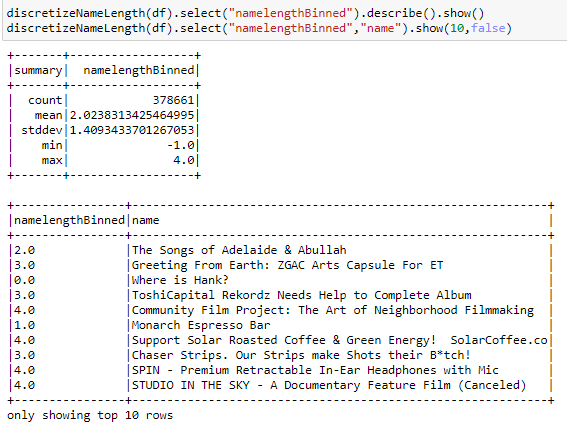 discretizeNameLength(df).select("namelengthBinned").describe().show()
discretizeNameLength(df).select("namelengthBinned","name").show(10,false)
+-------+------------------+
|summary|  namelengthBinned|
+-------+------------------+
|  count|            378661|
|   mean|2.0238313425464995|
| stddev|1.4093433701267053|
|    min|              -1.0|
|    max|               4.0|
+-------+------------------+
+----------------+----------------------------------------------------------+
|namelengthBinned|name                                                      |
+----------------+----------------------------------------------------------+
|2.0             |The Songs of Adelaide & Abullah                           |
|3.0             |Greeting From Earth: ZGAC Arts Capsule For ET             |
|0.0             |Where is Hank?                                            |
|3.0             |ToshiCapital Rekordz Needs Help to Complete Album         |
|4.0             |Community Film Project: The Art of Neighborhood Filmmaking|
|1.0             |Monarch Espresso Bar                                      |
|4.0             |Support Solar Roasted Coffee & Green Energy!  SolarCoffee.co|
|3.0             |Chaser Strips. Our Strips make Shots their B*tch!         |
|4.0             |SPIN - Premium Retractable In-Ear Headphones with Mic     |
|4.0             |STUDIO IN THE SKY - A Documentary Feature Film (Canceled) |
+----------------+----------------------------------------------------------+
only showing top 10 rows